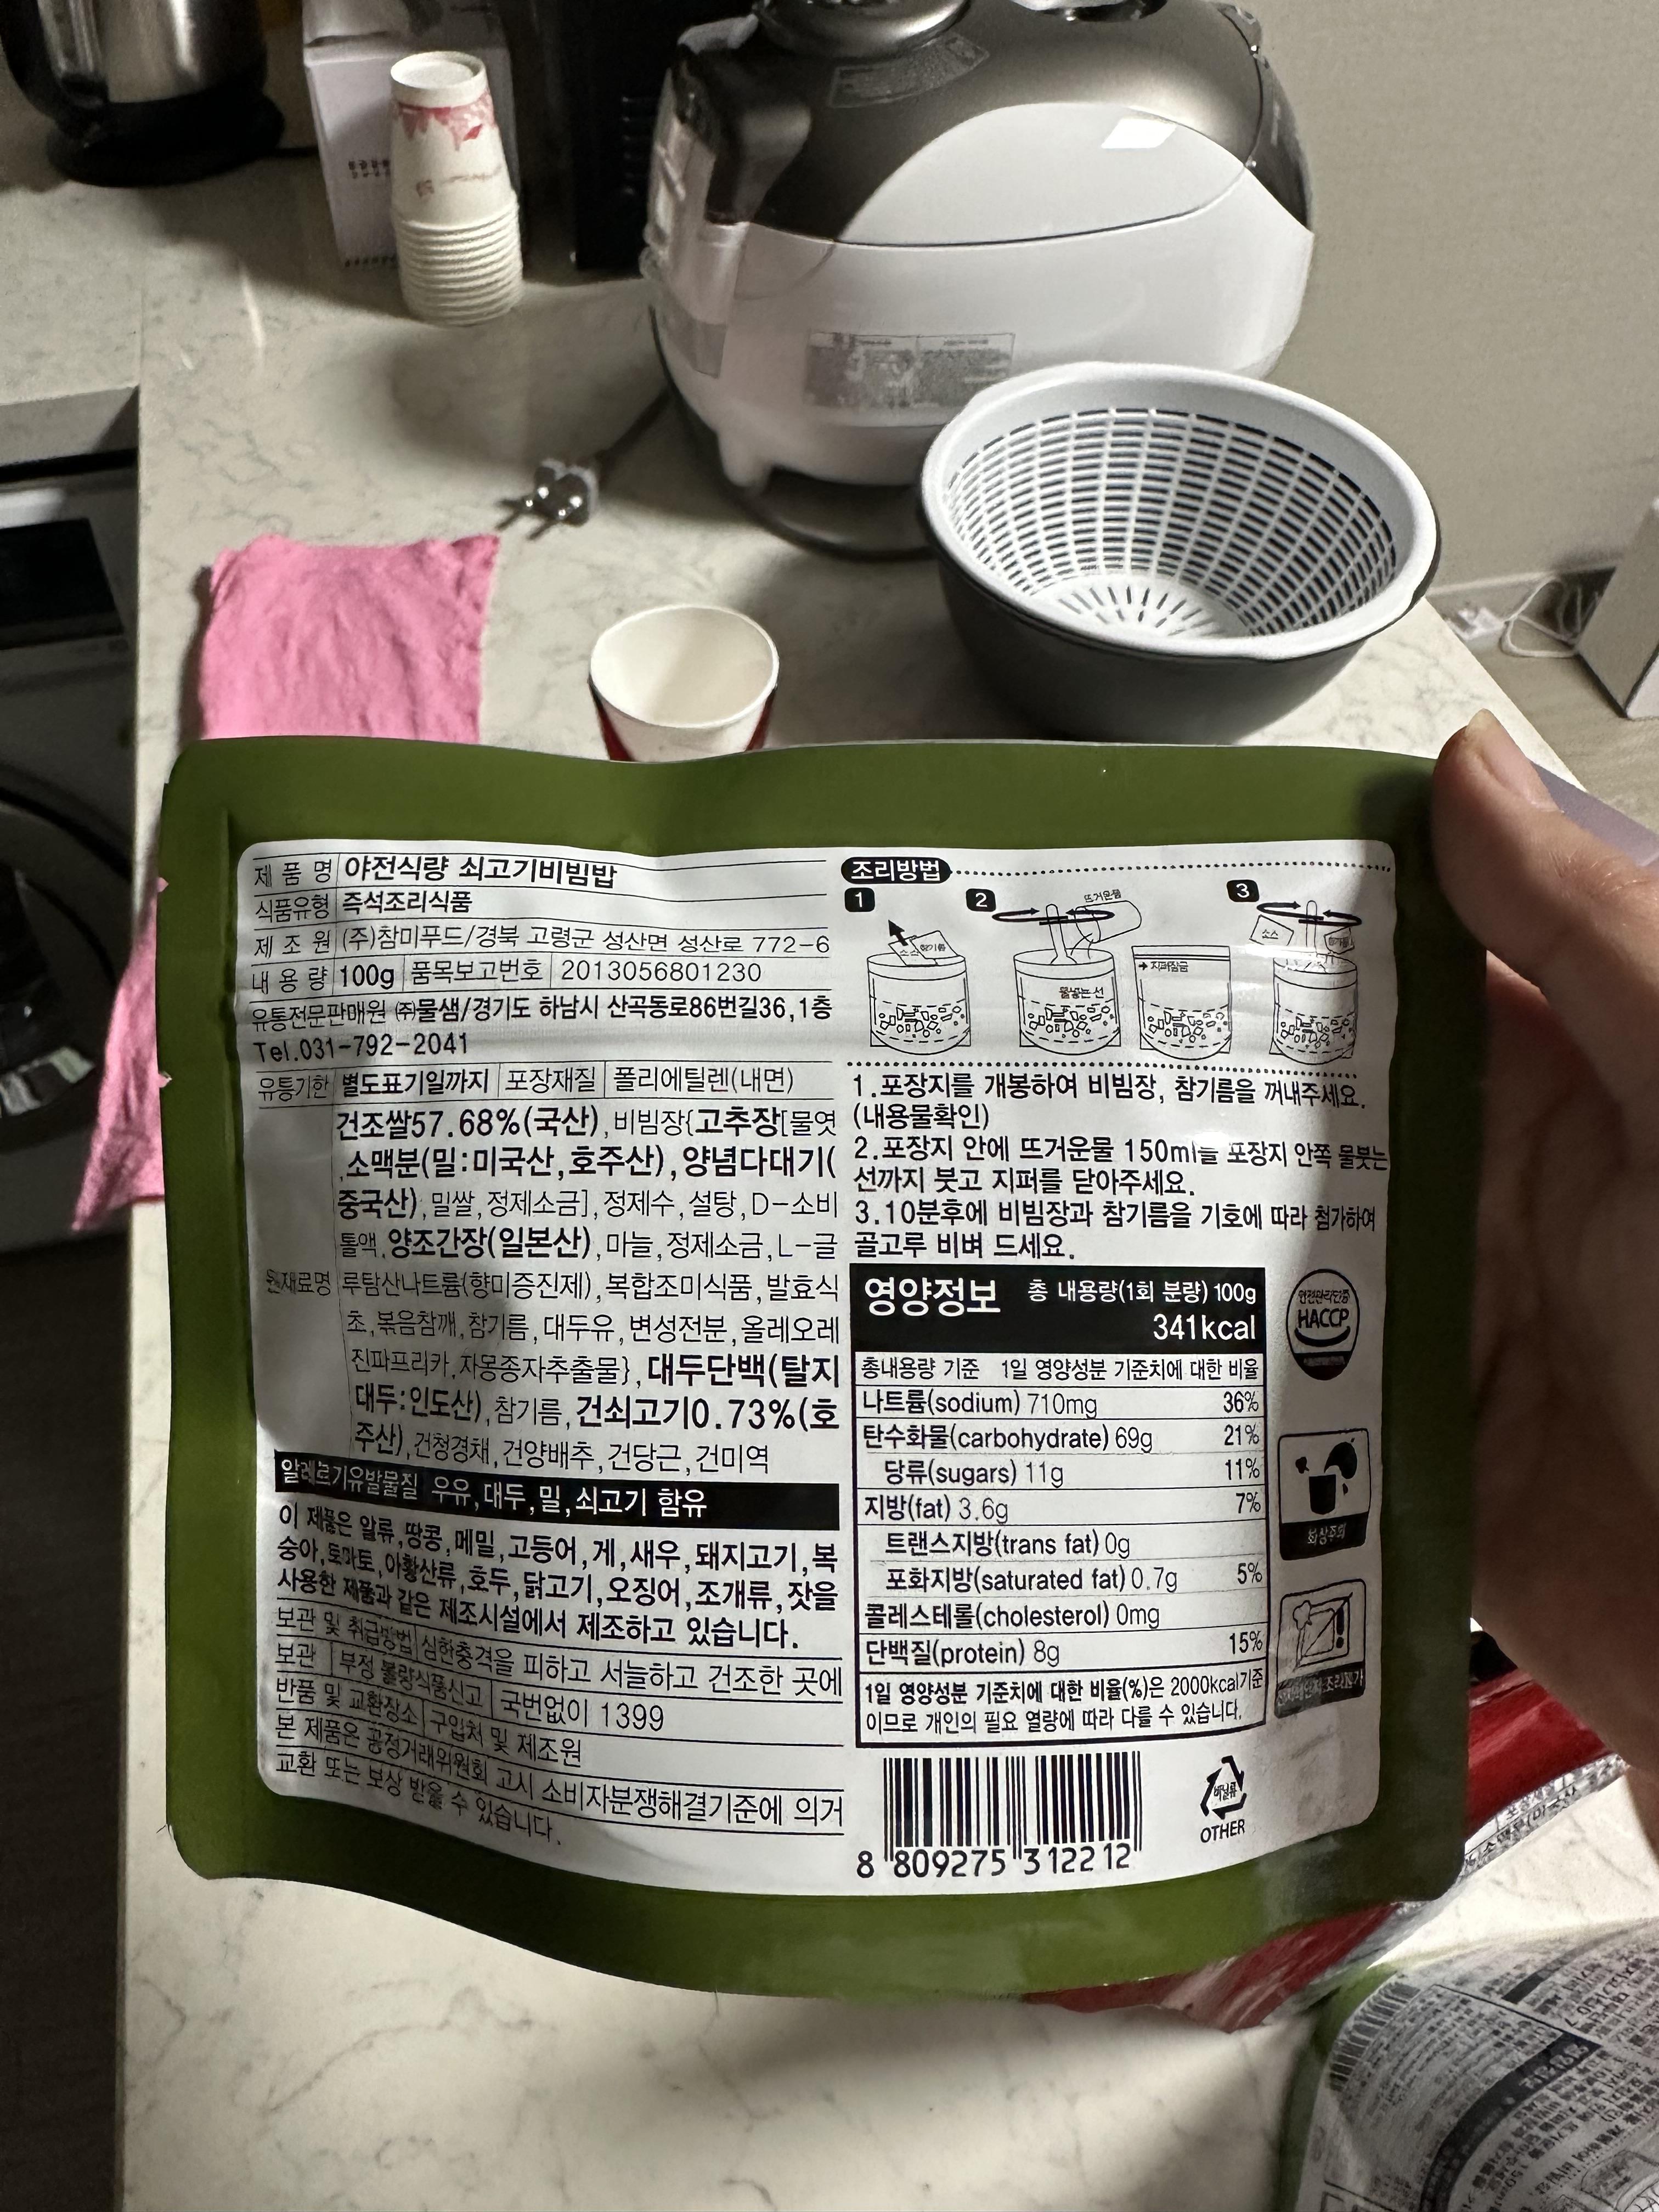 제 품 명 야전식량 쇠고기비빔밥
식품유형 즉석조리식품
제 조 원 (주)참미푸드/경북 고령군 성산면 성산로 772-6
내 용 량 100g 품목보고번호 2013056801230
유통전문판매원 ㈜물샘/경기도 하남시 산곡동로86번길36,1층
Tel.031-792-2041
유통기한 별도표기일까지 포장재질 폴리에틸렌(내면)
건조쌀57.68%(국산),비빔장{고추장[물엿
,소맥분(밀:미국산,호주산),양념다대기(
중국산),밀쌀,정제소금],정제수,설탕,D-소비
톨액,양조간장(일본산),마늘,정제소금,L-글
원재료명 루탐산나트륨(향미증진제),복합조미식품,발효식
초,볶음참깨,참기름,대두유,변성전분,올레오레
진파프리카,자몽종자추출물},대두단백(탈지
대두:인도산),참기름,건쇠고기0.73%(호
주산),건청경채,건양배추,건당근,건미역
알레르기유발물질 우유,대두,밀,쇠고기 함유
이 제품은 알류,땅콩,메밀,고등어,게,새우,돼지고기,복
숭아,토마토,아황산류,호두,닭고기,오징어,조개류,잣을
사용한 제품과 같은 제조시설에서 제조하고 있습니다.
보관 및 취급방법 심한충격을 피하고 서늘하고 건조한 곳에
보관 부정 불량식품신고 국번없이 1399
반품 및 교환장소 구입처 및 제조원
본 제품은 공정거래위원회 고시 소비자분쟁해결기준에 의거
교환 또는 보상 받을 수 있습니다.
조리방법
1 2 3
소스 참기름
뜨거운물
물넣는 선
지퍼잠금
소스
1.포장지를 개봉하여 비빔장, 참기름을 꺼내주세요.
(내용물확인)
2.포장지 안에 뜨거운물 150ml를 포장지 안쪽 물붓는
선까지 붓고 지퍼를 닫아주세요.
3.10분후에 비빔장과 참기름을 기호에 따라 첨가하여
골고루 비벼 드세요.
영양정보 총 내용량(1회 분량) 100g
341kcal
총내용량 기준 1일 영양성분 기준치에 대한 비율
나트륨(sodium) 710mg 36%
탄수화물(carbohydrate) 69g 21%
당류(sugars) 11g 11%
지방(fat) 3.6g 7%
트랜스지방(trans fat) 0g
포화지방(saturated fat) 0.7g 5%
콜레스테롤(cholesterol) 0mg
단백질(protein) 8g 15%
1일 영양성분 기준치에 대한 비율(%)은 2000kcal기준
이므로 개인의 필요 열량에 따라 다를 수 있습니다.
안전관리인증
HACCP
화상주의
8 809275 312212
비닐류
OTHER